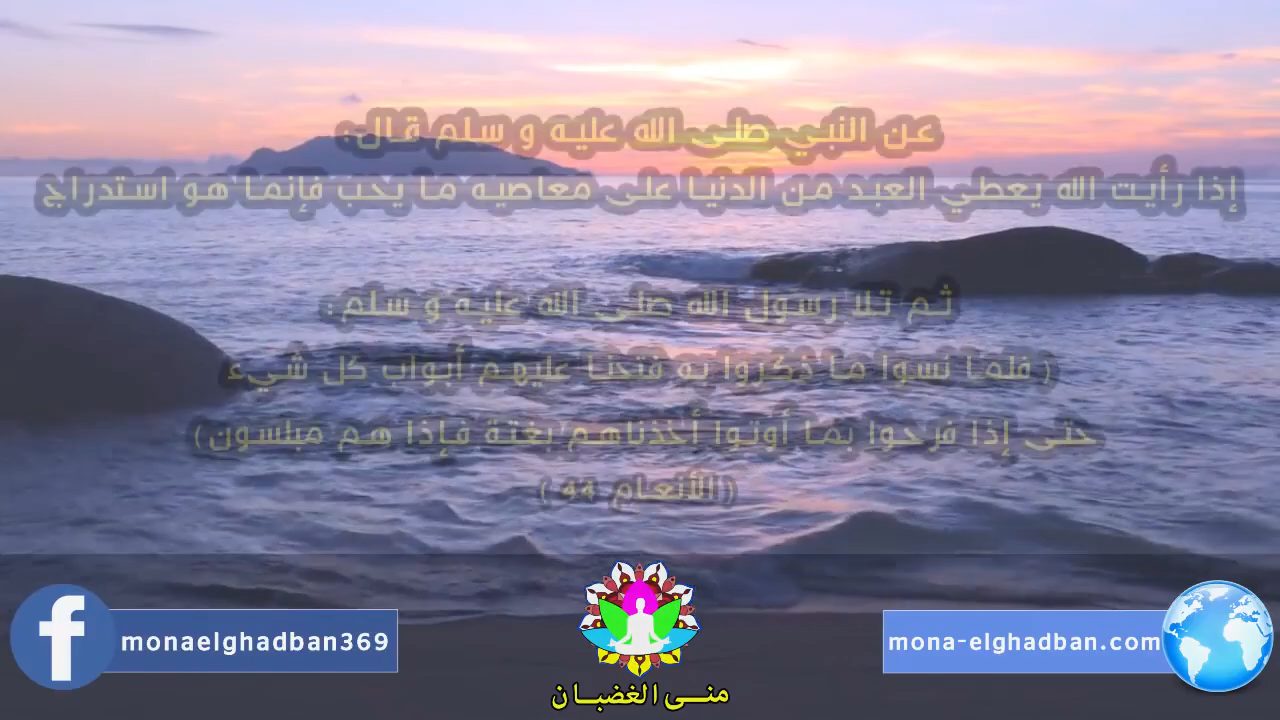 عن النبي صلى الله عليه و سلم قال:
إذا رأيت الله يعطي العبد من الدنيا على معاصيه ما يحب فإنما هو استدراج
ثم تلا رسول الله صلى الله عليه و سلم:
( فلما نسوا ما ذكروا به فتحنا عليهم أبواب كل شيء
حتى إذا فرحوا بما أوتوا أخذناهم بغتة فإذا هم مبلسون)
(الأنعام 44 )
monaelghadban369
mona-elghadban.com
منى الغضبان